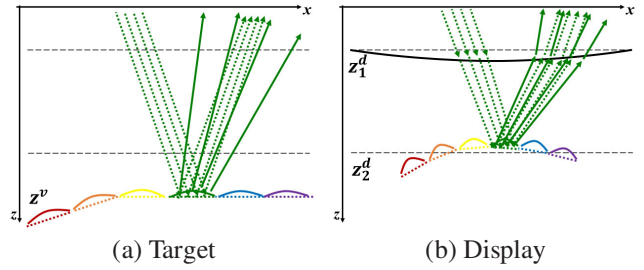 x
z^v
z
(a) Target
x
z_1^d
z_2^d
z
(b) Display